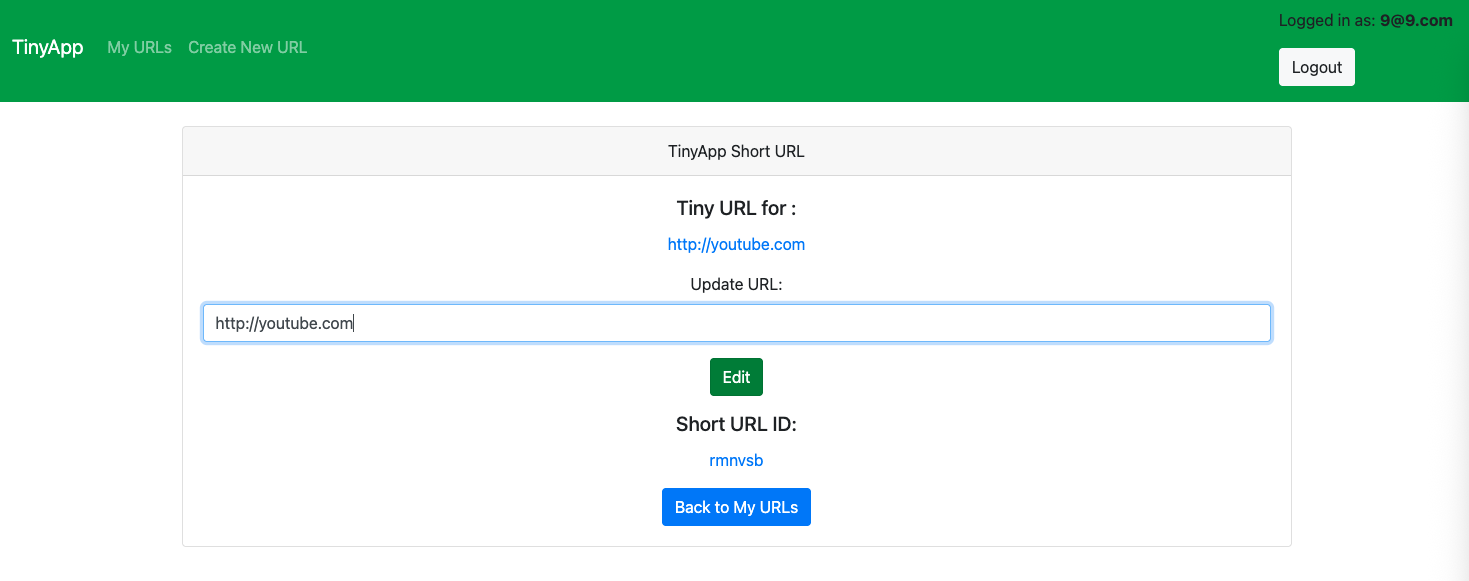 TinyApp My URLs Create New URL
Logged in as: 9@9.com
Logout
TinyApp Short URL
Tiny URL for :
http://youtube.com
Update URL:
http://youtube.com
Edit
Short URL ID:
rmnvsb
Back to My URLs